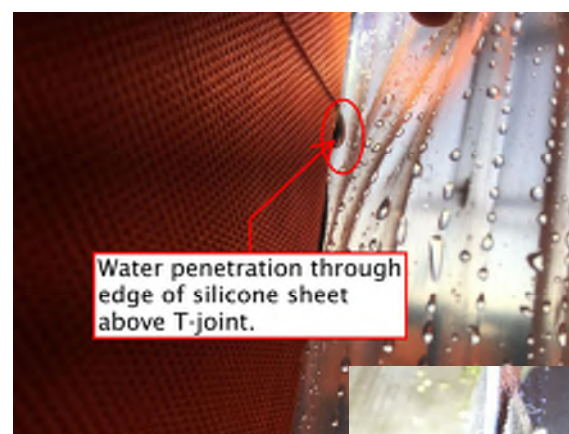 Water penetration through
edge of silicone sheet
above T-joint.